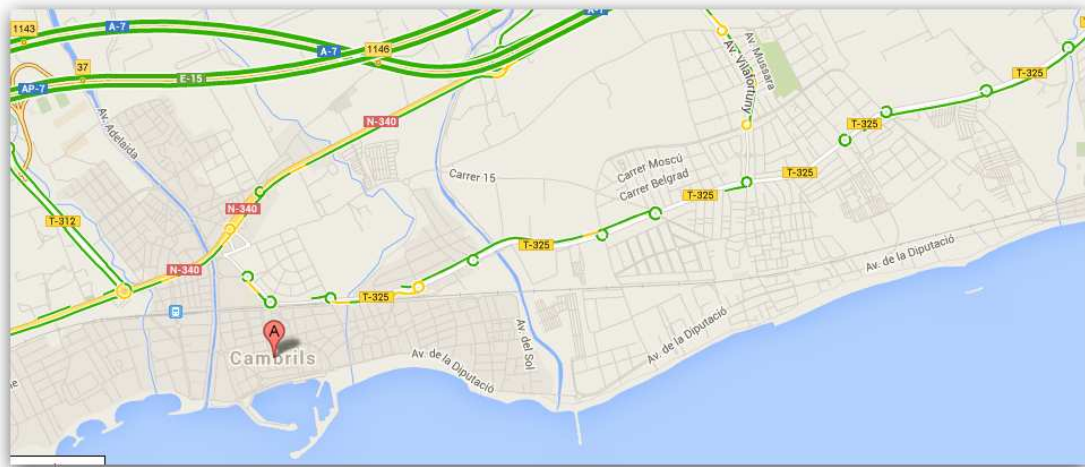 A-7
A-7
1143
A-7
1146
37
E-15
AP-7
Av. Vilafortuny
Av. Mussara
T-325
N-340
T-325
Av. Adelaida
Carrer Moscú
Carrer 15
T-325
Carrer Belgrad
T-325
N-340
T-312
T-325
Av. de la Diputació
N-340
T-325
A
Cambrils
Av. del Sol
Av. de la Diputació
Av. de la Diputació